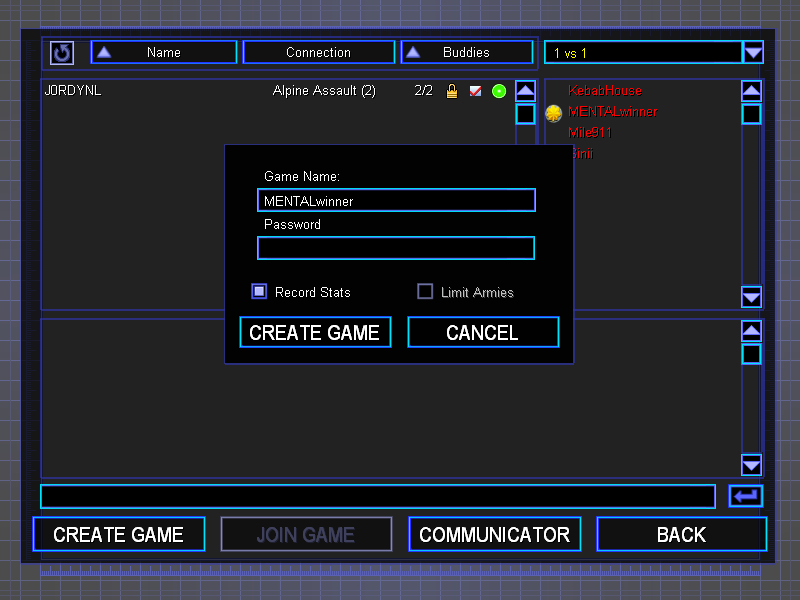 Name Connection Buddies 1 vs 1
J0RDYNL Alpine Assault (2) 2/2 KebabHouse
MENTALwinner
Mile911
Game Name:
MENTALwinner
Password
Record Stats Limit Armies
CREATE GAME CANCEL
CREATE GAME JOIN GAME COMMUNICATOR BACK